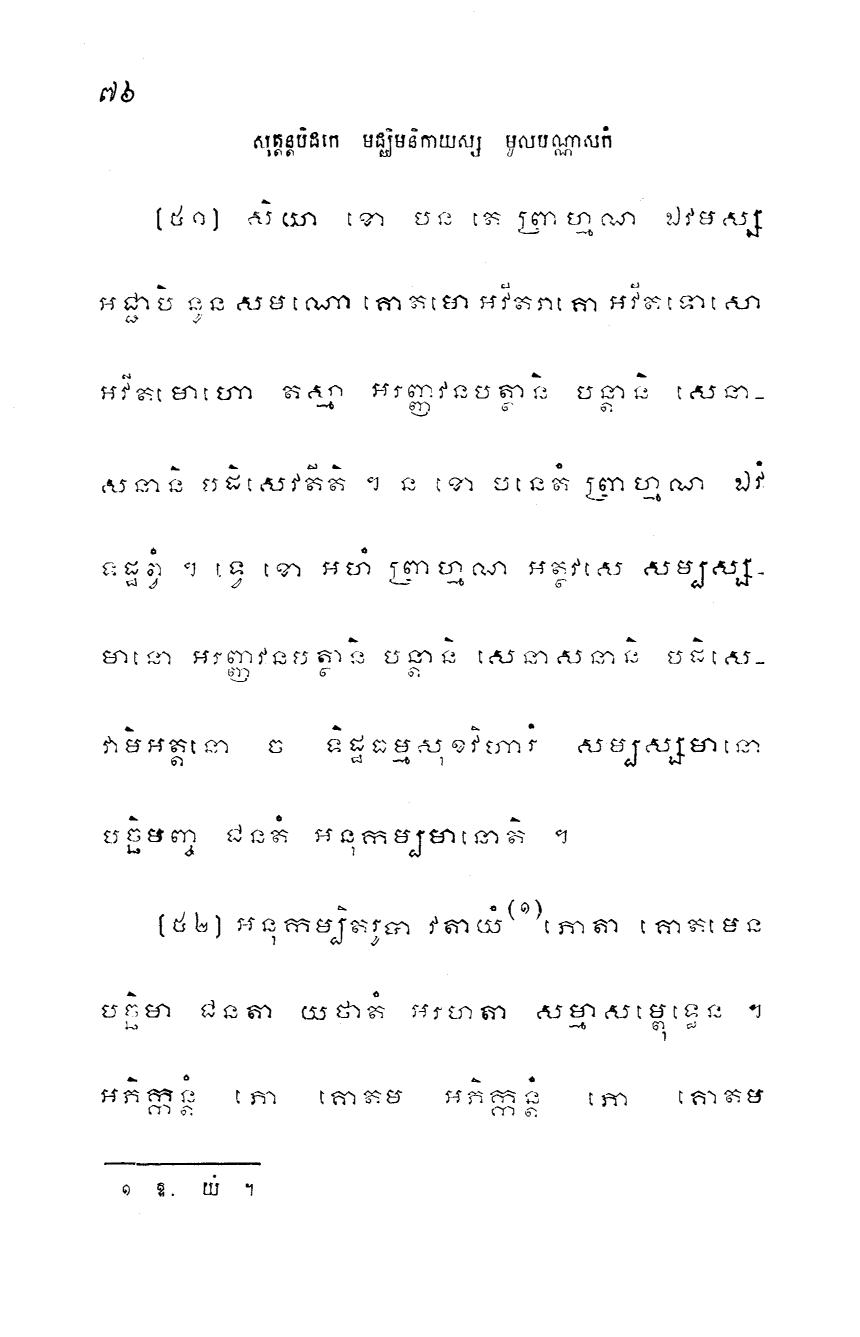 ៧៦
សុត្តន្តបិដកេ មជ្ឈិមនិកាយស្ស មូលបណ្ណាសកំ
[៥១] សិយា ខោ បន តេ ព្រាហ្មណ ឯវមស្ស
អជ្ជាបិ នូន សមណោ គោតមោ អវីតរាគោ អវីតទោសោ
អវីតមោហោ តស្មា អរញ្ញវនបត្ថានិ បន្តានិ សេនា-
សនានិ បដិសេវតីតិ ។ ន ខោ បនេតំ ព្រាហ្មណ ឯវំ
ទដ្ឋព្វំ ។ ទ្វេ ខោ អហំ ព្រាហ្មណ អត្ថវសេ សម្បស្ស-
មានោ អរញ្ញវនបត្ថានិ បន្តានិ សេនាសនានិ បដិសេ-
វាមិអត្តនោ ច ទិដ្ឋធម្មសុខវិហារំ សម្បស្សមានោ
បច្ឆិមញ្ច ជនតំ អនុកម្បមានោតិ ។
[៥២] អនុកម្បិតរូបា វតាយំ(១)ភោតា គោតមេន
បច្ឆិមា ជនតា យថាតំ អរហតា សម្មាសម្ពុទ្ធេន ។
អភិក្កន្តំ ភោ គោតម អភិក្កន្តំ ភោ គោតម
១ ឱ. យំ ។